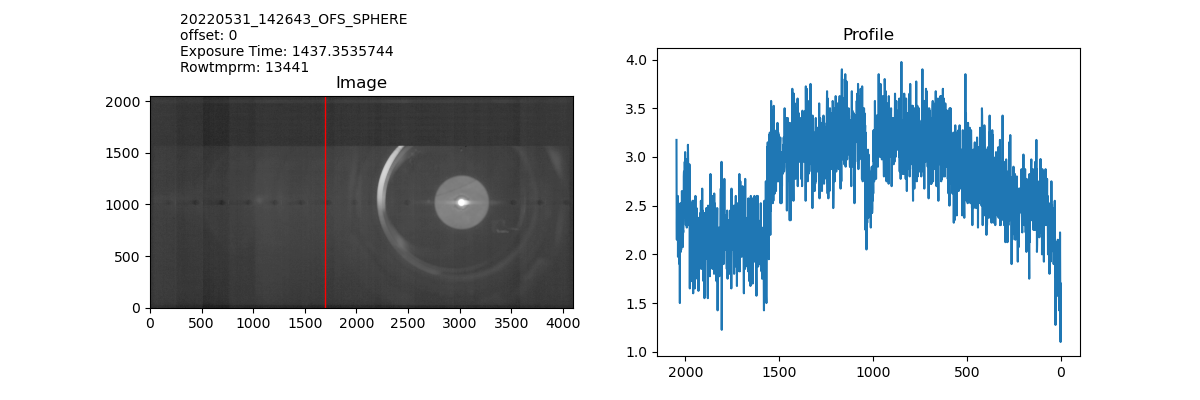 20220531_142643_OFS_SPHERE
offset: 0
Exposure Time: 1437.3535744
Rowtmprm: 13441
Image
2000
1500
1000
500
0
0 500 1000 1500 2000 2500 3000 3500 4000
Profile
4.0
3.5
3.0
2.5
2.0
1.5
1.0
2000 1500 1000 500 0